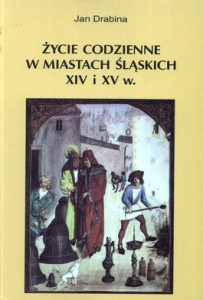 Jan Drabina
ŻYCIE CODZIENNE
W MIASTACH ŚLĄSKICH
XIV i XV w.